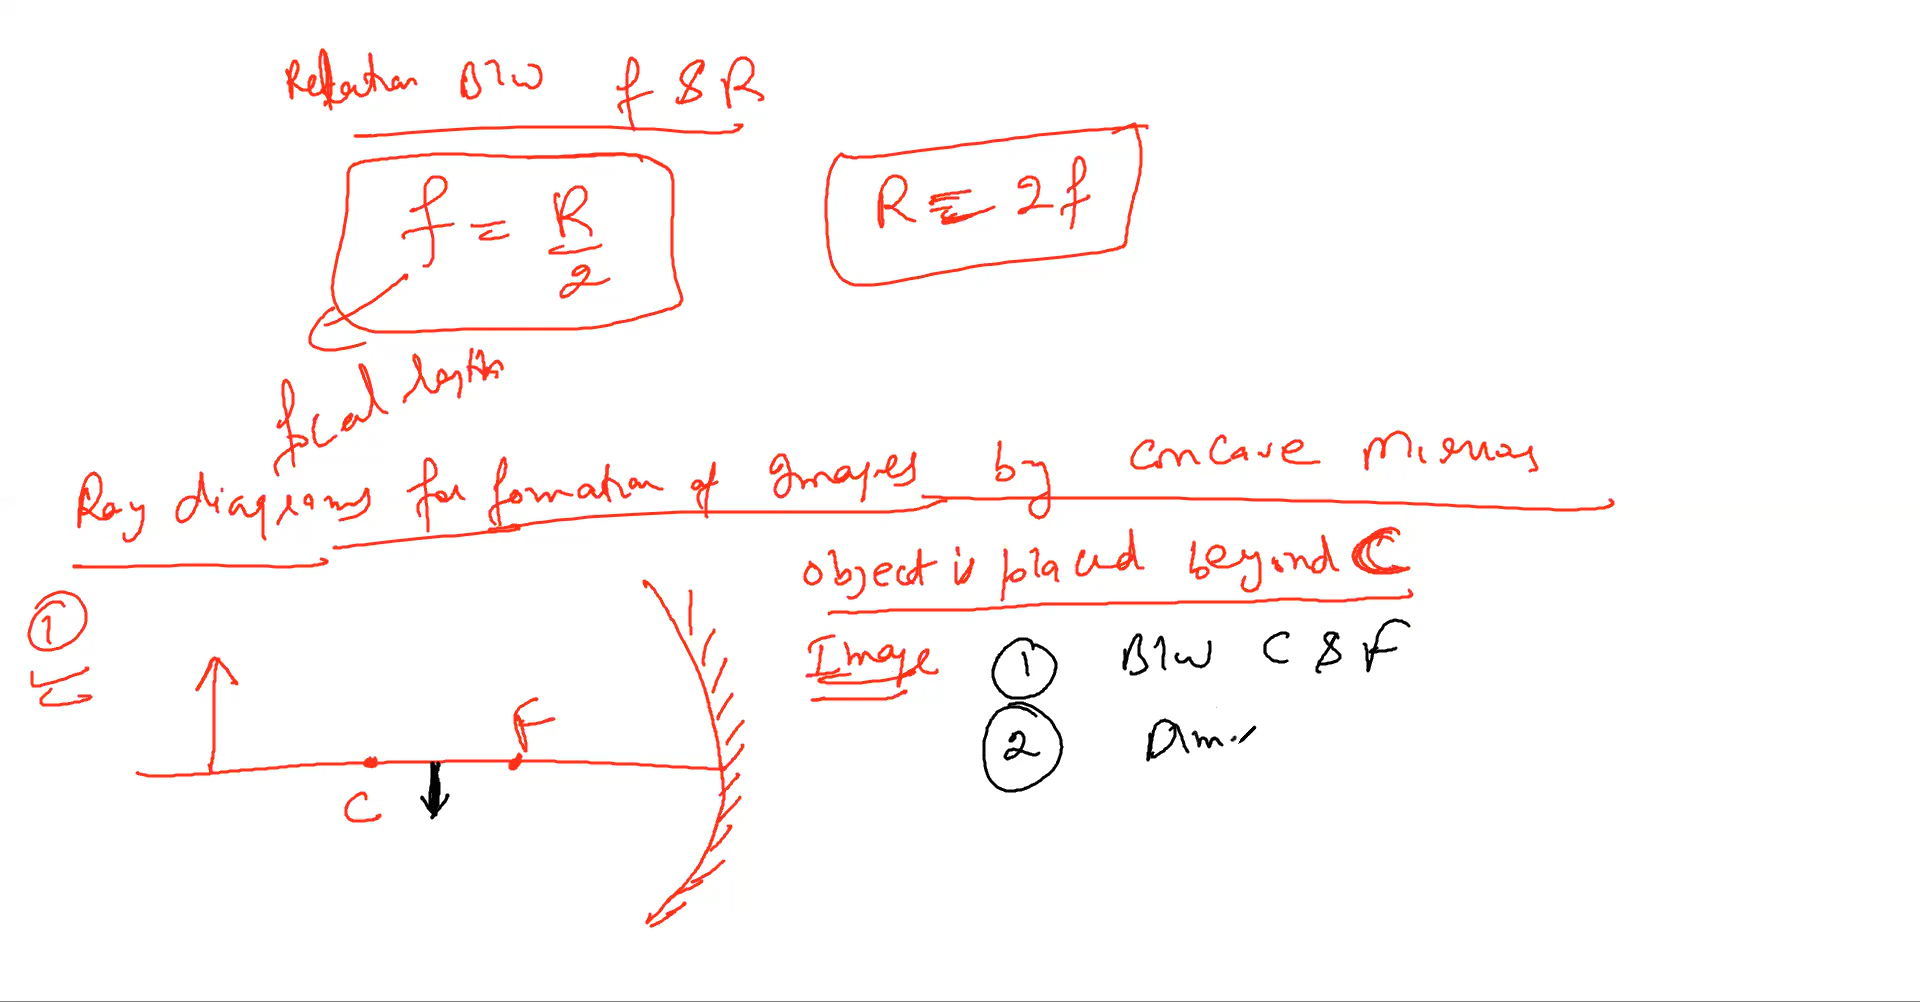 Relation B/w f & R
f = R/2
R = 2f
focal length
Ray diagrams for formation of Images by concave Mirrors
object is placed beyond C
①
Image ① B/w C & F
② Dim.
F
C